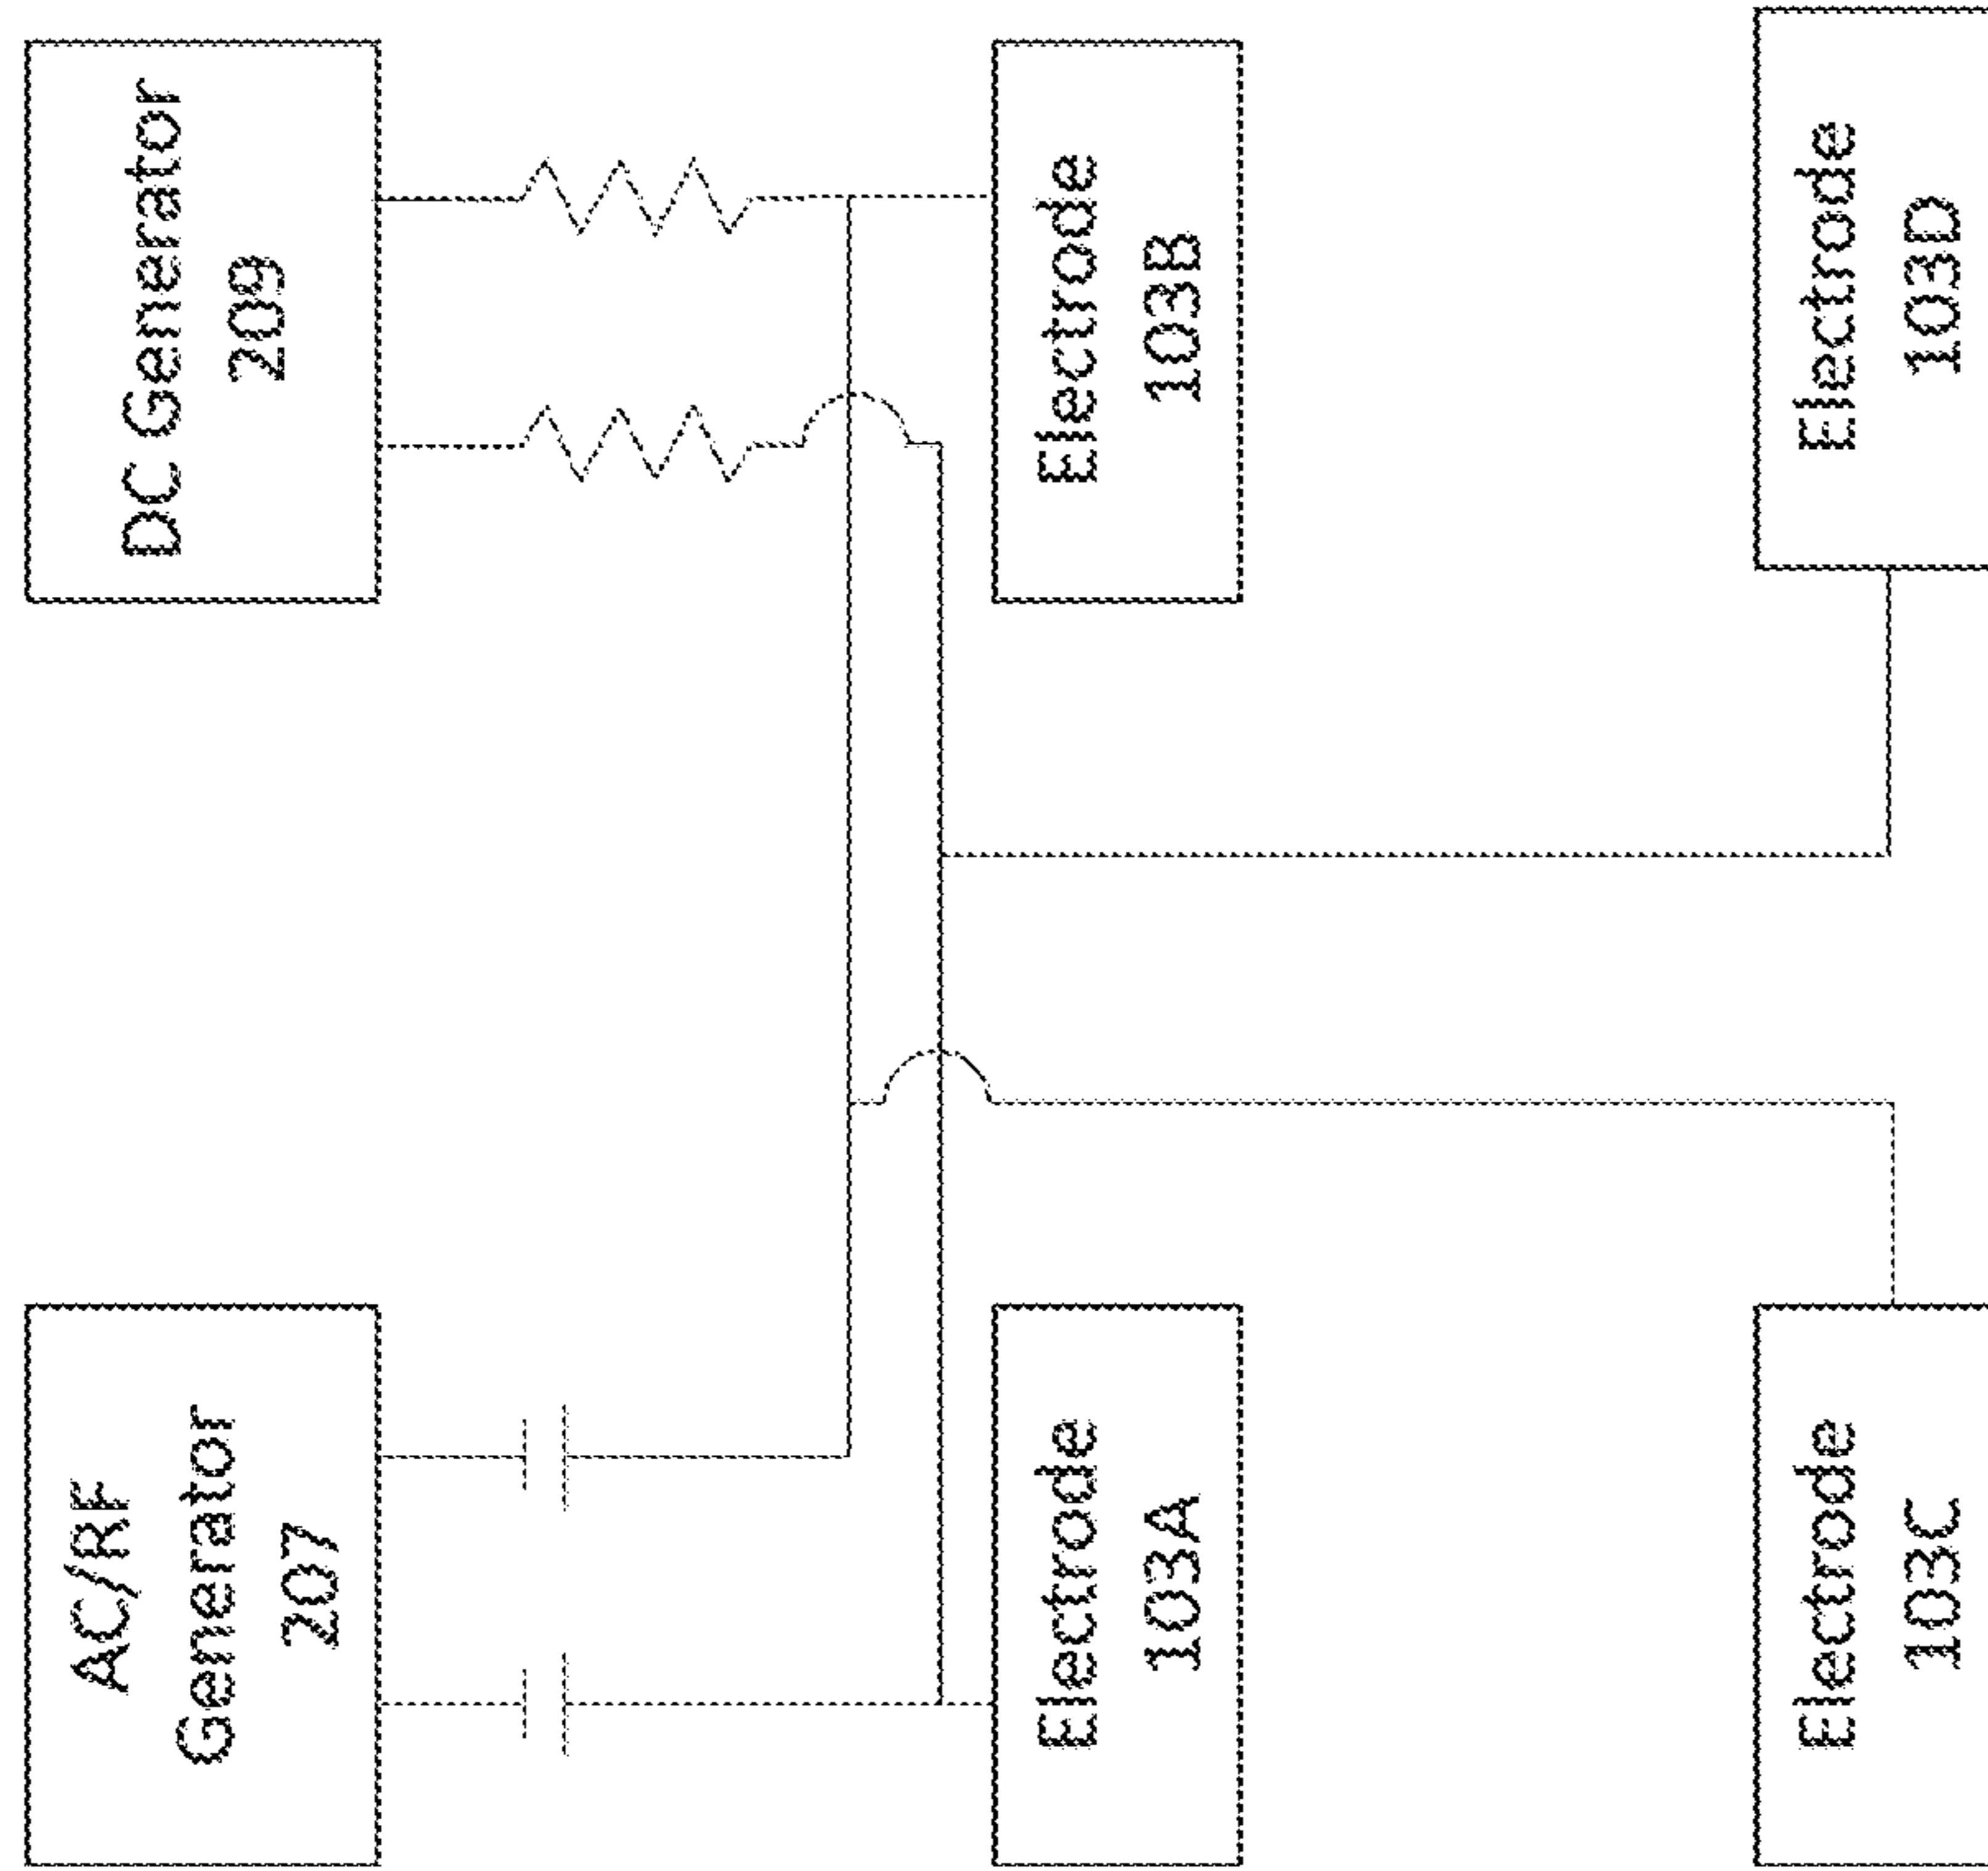 AC/RF
Generator
207
DC Generator
209
Electrode
103A
Electrode
103B
Electrode
103C
Electrode
103D